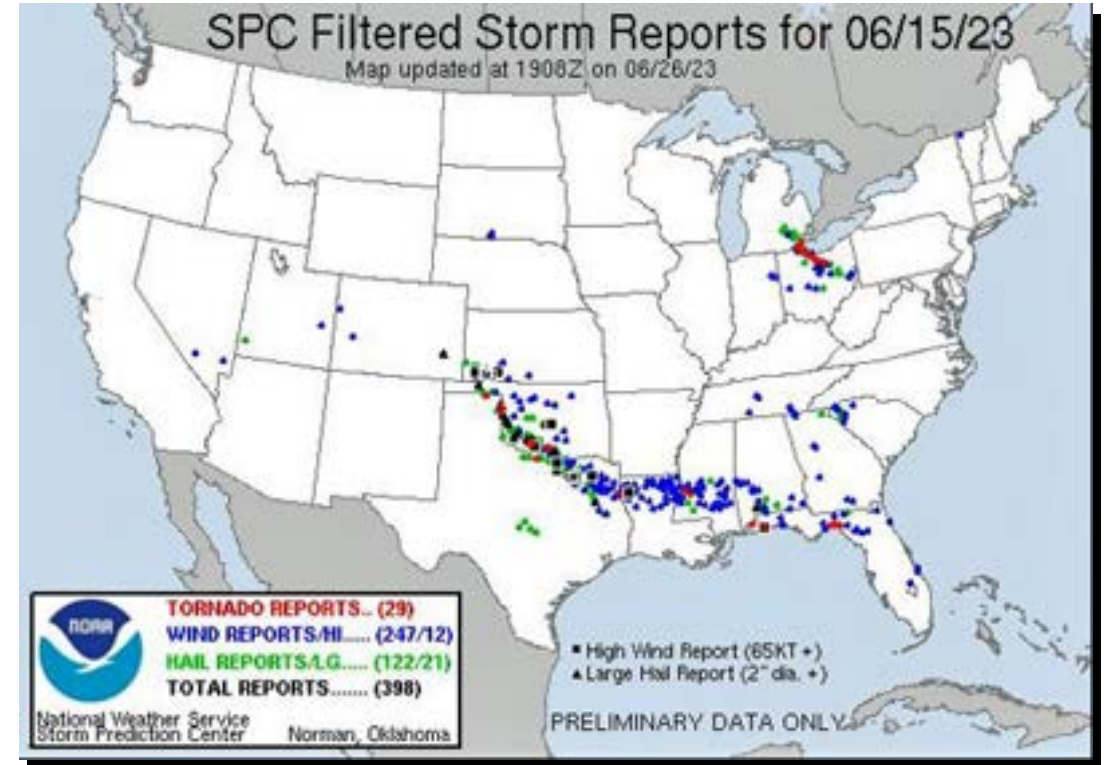 SPC Filtered Storm Reports for 06/15/23
Map updated at 1908Z on 06/26/23
NOAA
TORNADO REPORTS.. (29)
WIND REPORTS/HI..... (247/12)
HAIL REPORTS/LG..... (122/21)
TOTAL REPORTS....... (398)
National Weather Service
Storm Prediction Center Norman, Oklahoma
High Wind Report (65KT +)
Large Hail Report (2" dia. +)
PRELIMINARY DATA ONLY